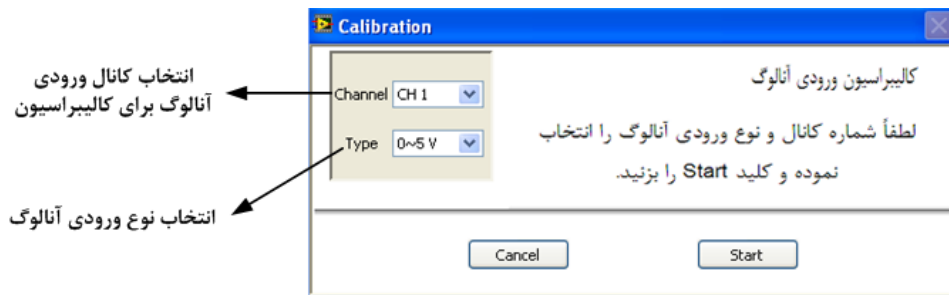 Calibration
انتخاب کانال ورودی
آنالوگ برای کالیبراسیون
Channel CH 1
Type 0~5 V
انتخاب نوع ورودی آنالوگ
کالیبراسیون ورودی آنالوگ
لطفاً شماره کانال و نوع ورودی آنالوگ را انتخاب
نموده و کلید Start را بزنید.
Cancel
Start